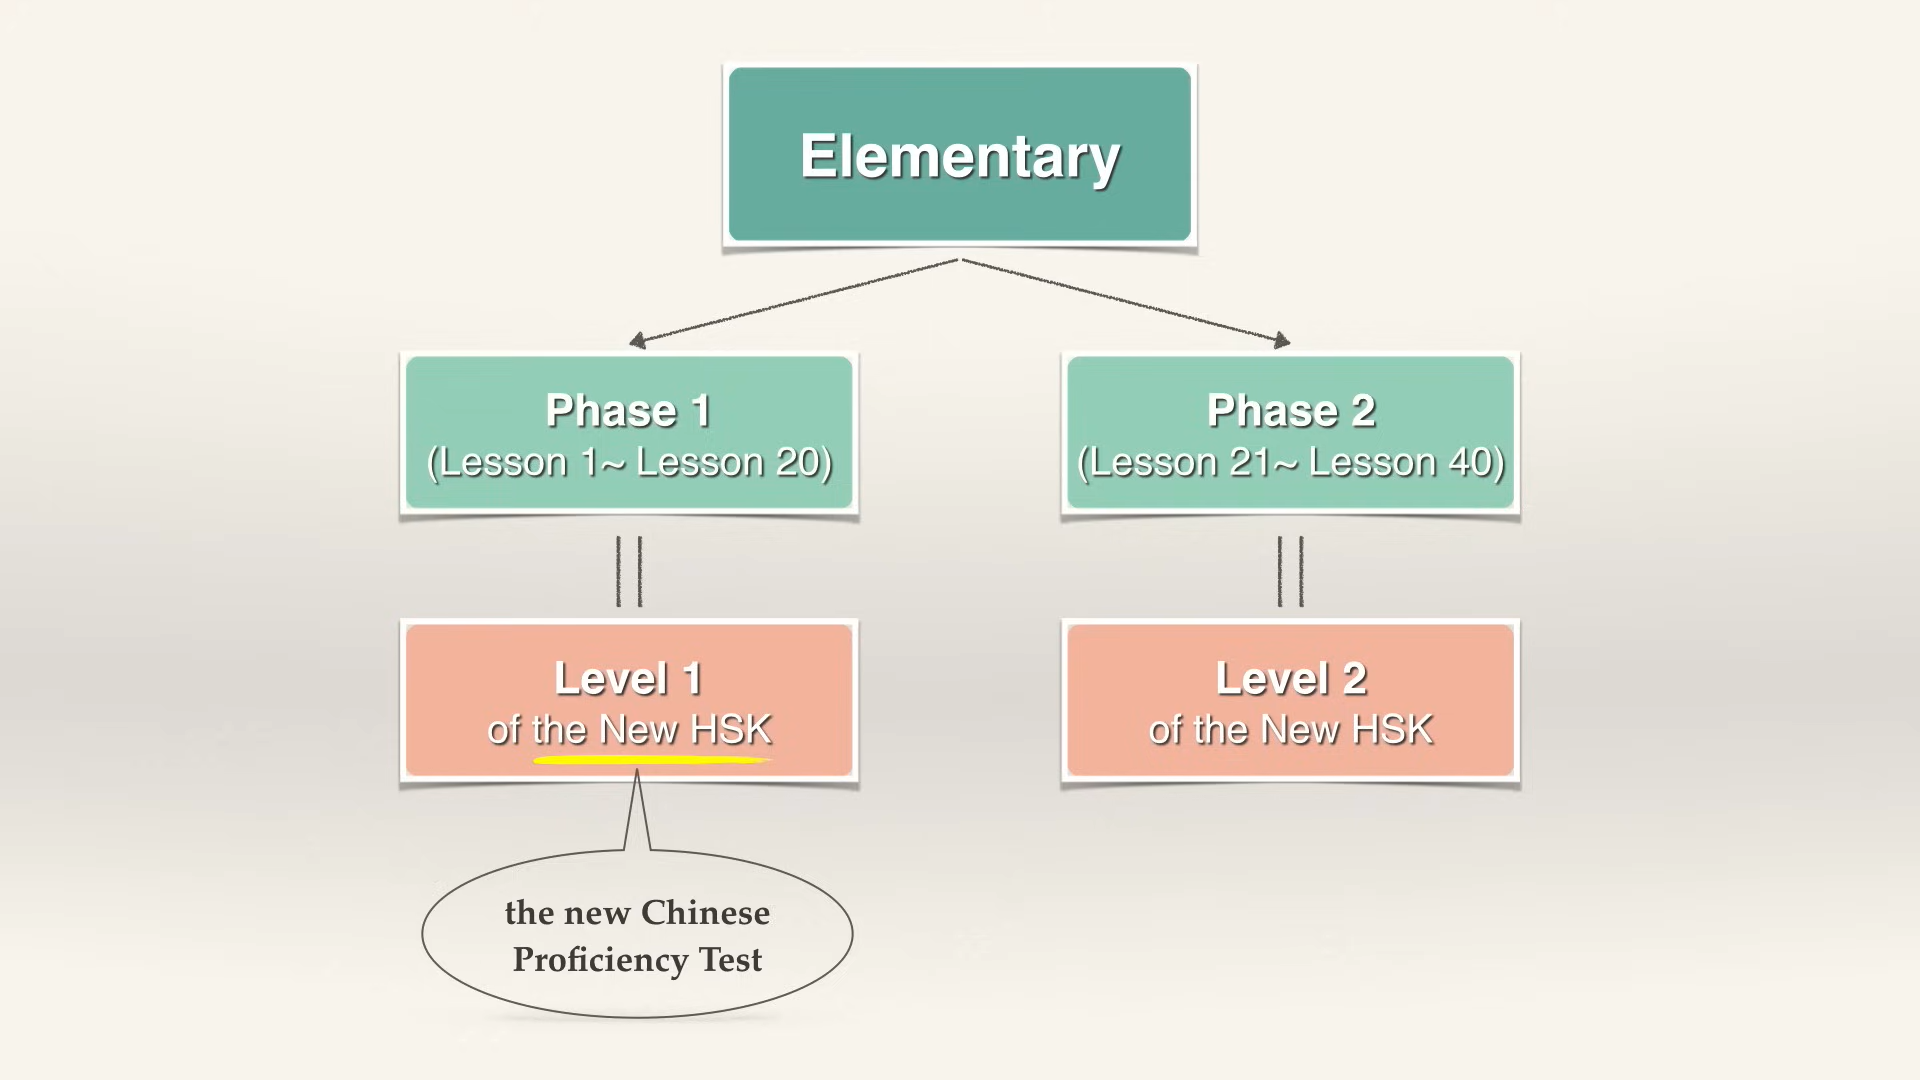 Elementary
Phase 1
(Lesson 1~ Lesson 20)
Phase 2
(Lesson 21~ Lesson 40)
Level 1
of the New HSK
Level 2
of the New HSK
the new Chinese
Proficiency Test